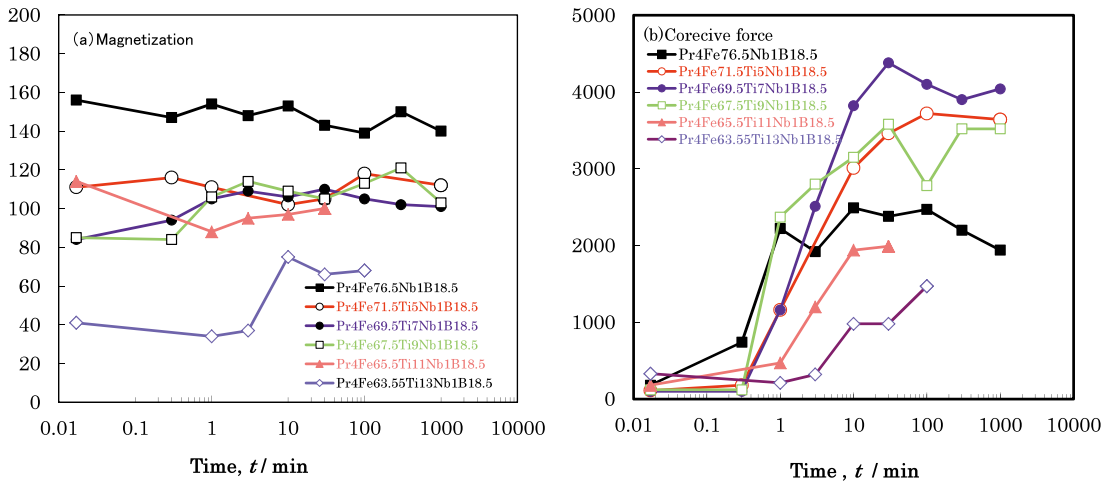 200
180
160
140
120
100
80
60
40
20
0
(a)Magnetization
Pr4Fe76.5Nb1B18.5
Pr4Fe71.5Ti5Nb1B18.5
Pr4Fe69.5Ti7Nb1B18.5
Pr4Fe67.5Ti9Nb1B18.5
Pr4Fe65.5Ti11Nb1B18.5
Pr4Fe63.55Ti13Nb1B18.5
0.01 0.1 1 10 100 1000 10000
Time, t / min
5000
4000
3000
2000
1000
0
(b)Corecive force
Pr4Fe76.5Nb1B18.5
Pr4Fe71.5Ti5Nb1B18.5
Pr4Fe69.5Ti7Nb1B18.5
Pr4Fe67.5Ti9Nb1B18.5
Pr4Fe65.5Ti11Nb1B18.5
Pr4Fe63.55Ti13Nb1B18.5
0.01 0.1 1 10 100 1000 10000
Time , t / min